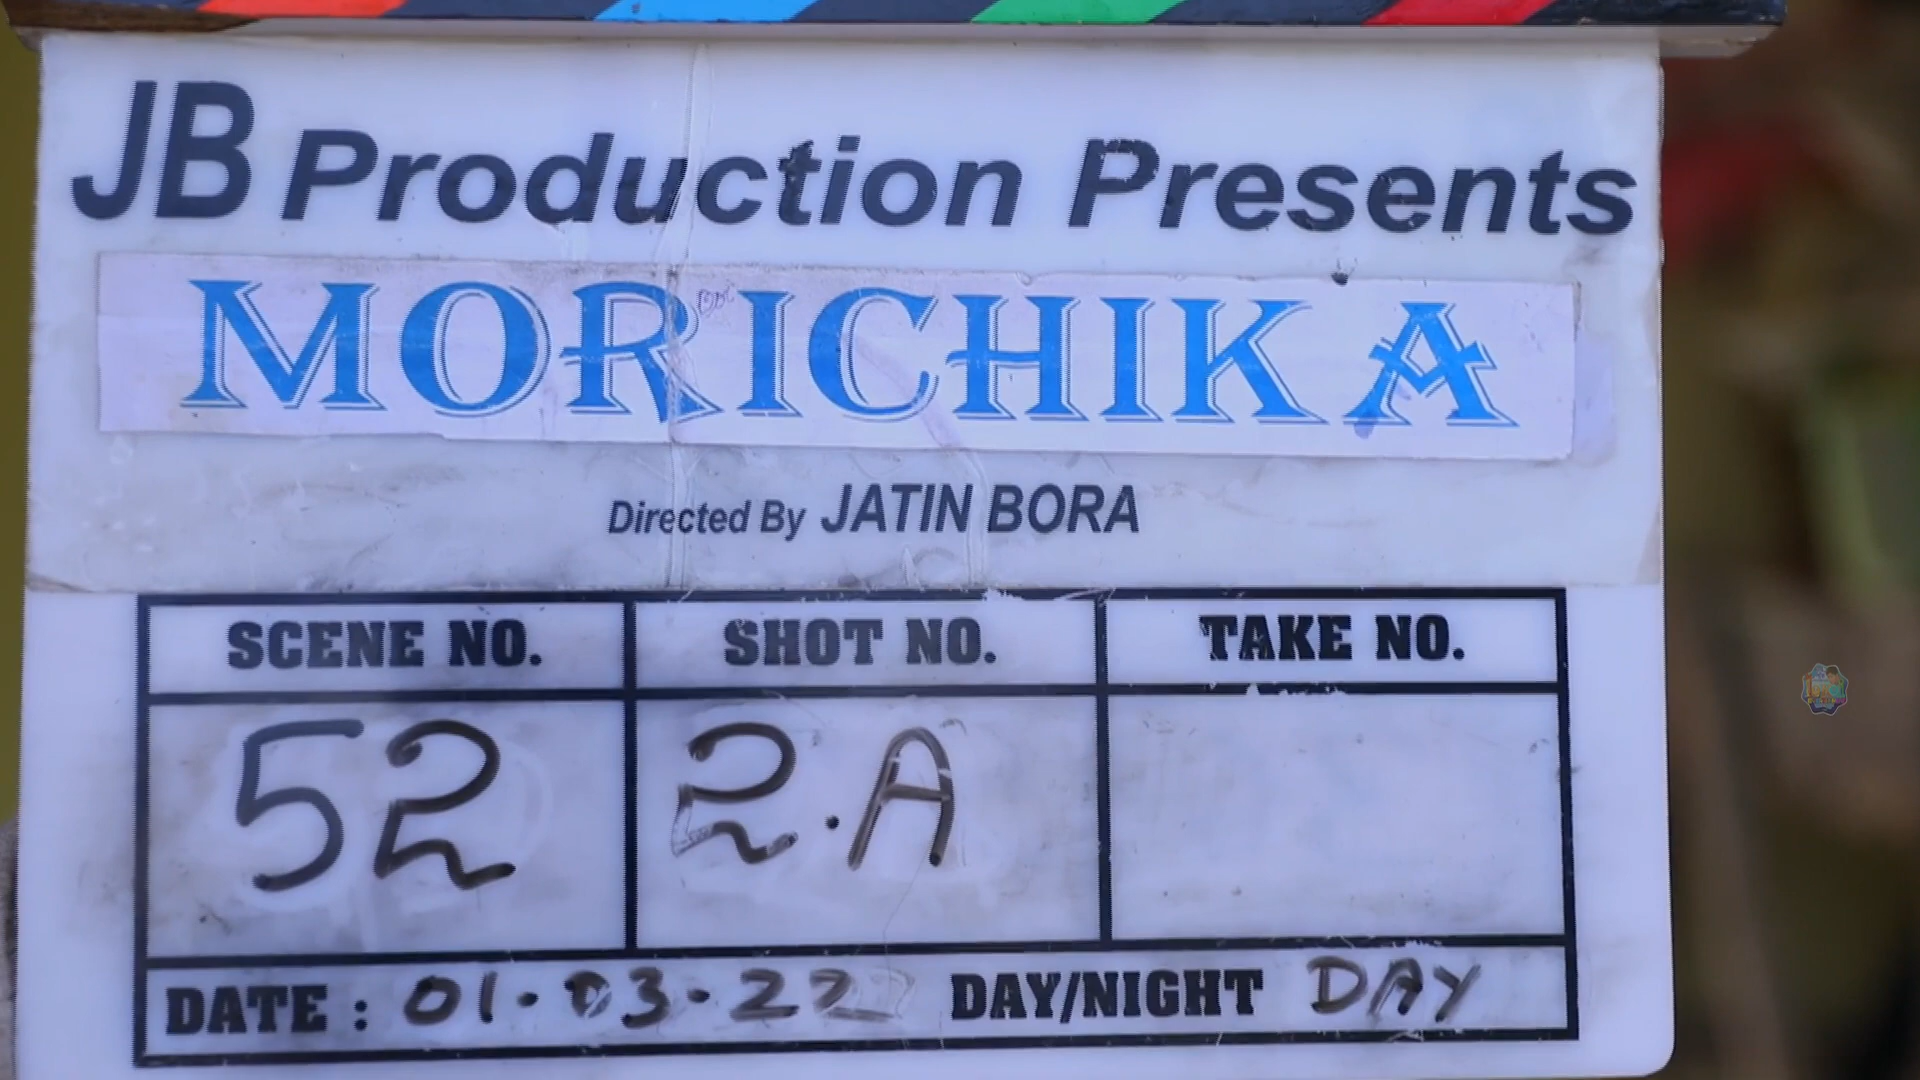 JB Production Presents
MORICHIKA
Directed By JATIN BORA
SCENE NO. SHOT NO. TAKE NO.
52 2.A
DATE : 01.03.22 DAY/NIGHT DAY